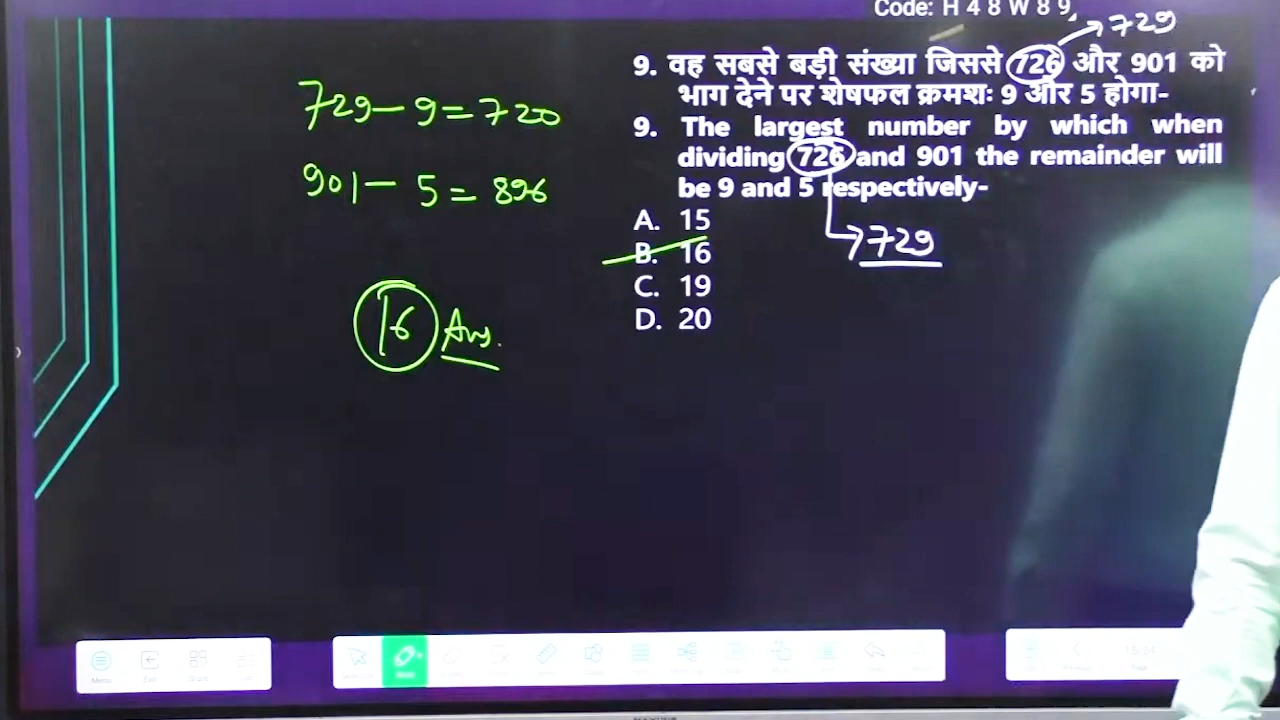 Code: H 4 8 W 8 9
729
9. वह सबसे बड़ी संख्या जिससे 726 और 901 को
भाग देने पर शेषफल क्रमशः 9 और 5 होगा-
9. The largest number by which when
dividing 726 and 901 the remainder will
be 9 and 5 respectively-
A. 15
B. 16
C. 19
D. 20
729
729 - 9 = 720
901 - 5 = 896
16 Ans.
Menu